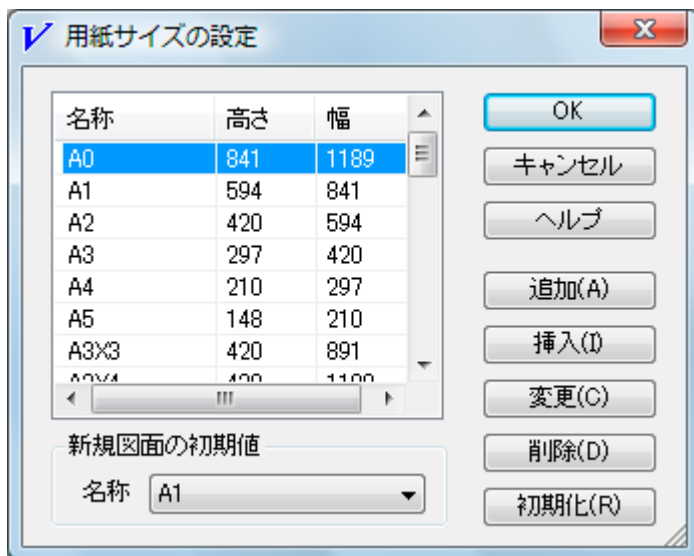 V 用紙サイズの設定
名称 高さ 幅
A0 841 1189
A1 594 841
A2 420 594
A3 297 420
A4 210 297
A5 148 210
A3X3 420 891
新規図面の初期値
名称 A1
OK
キャンセル
ヘルプ
追加(A)
挿入(I)
変更(C)
削除(D)
初期化(R)